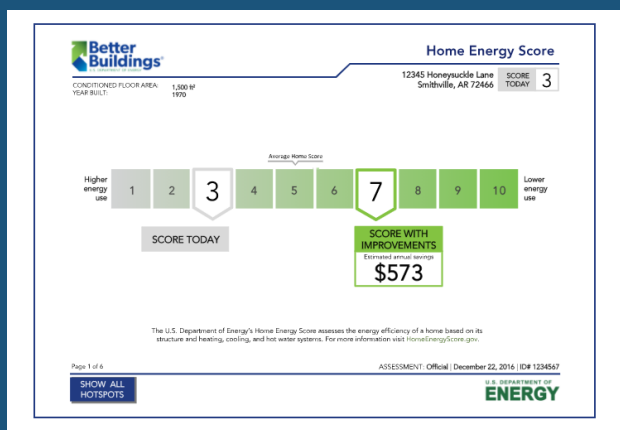 Better
Buildings®
U.S. DEPARTMENT OF ENERGY
Home Energy Score
12345 Honeysuckle Lane
Smithville, AR 72466
SCORE
TODAY
3
CONDITIONED FLOOR AREA: 1,500 ft²
YEAR BUILT: 1970
Average Home Score
Higher
energy
use
1 2 3 4 5 6 7 8 9 10
Lower
energy
use
SCORE TODAY
SCORE WITH
IMPROVEMENTS
Estimated annual savings
$573
The U.S. Department of Energy's Home Energy Score assesses the energy efficiency of a home based on its
structure and heating, cooling, and hot water systems. For more information visit HomeEnergyScore.gov.
Page 1 of 6
ASSESSMENT: Official | December 22, 2016 | ID# 1234567
SHOW ALL
HOTSPOTS
U.S. DEPARTMENT OF
ENERGY